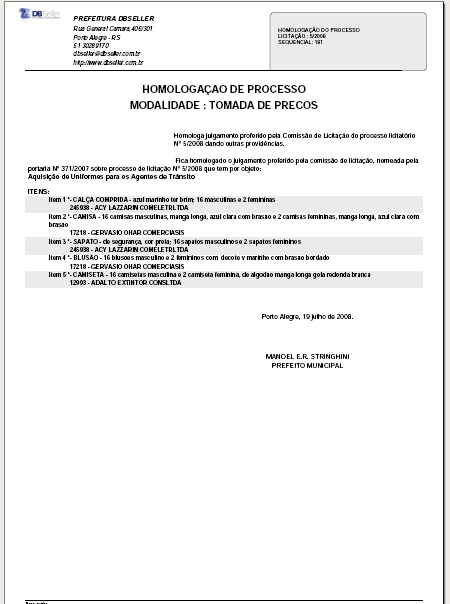 DBSeller
PREFEITURA DBSELLER
Rua General Camara, 406/301
Porto Alegre - RS
51 30289170
dbseller@dbseller.com.br
http://www.dbseller.com.br
HOMOLOGAÇÃO DO PROCESSO
LICITAÇÃO : 5/2008
SEQUENCIAL: 191
HOMOLOGAÇAO DE PROCESSO
MODALIDADE : TOMADA DE PRECOS
Homologa julgamento proferido pela Comissão de Licitação do processo licitatório
N° 5/2008 dando outras providências.
Fica homologado o julgamento proferido pela comissão de licitação, nomeada pela
portaria N° 371/2007 sobre processo de licitação N° 5/2008 que tem por objeto:
Aquisição de Uniformes para os Agentes de Trânsito
ITENS:
Item 1 *- CALÇA COMPRIDA - azul marinho ter brim; 16 masculinas e 2 femininas
245938 - ACY LAZZARIN COMELETRLTDA
Item 2 *- CAMISA - 16 camisas masculinas, manga longa, azul clara com brasao e 2 camisas femininas, manga longa, azul clara com
brasao
17218 - GERVASIO OHAR COMERCIASIS
Item 3 *- SAPATO - de segurança, cor preta; 16 sapatos masculinos e 2 sapatos femininos
245938 - ACY LAZZARIN COMELETRLTDA
Item 4 *- BLUSÃO - 16 blusões masculino e 2 femininos com decote v marinho com brasao bordado
17218 - GERVASIO OHAR COMERCIASIS
Item 5 *- CAMISETA - 16 camisetas masculina e 2 camiseta feminina, de algodao manga longa gola redonda branca
12993 - ADALTO EXTINTOR CONSLTDA
Porto Alegre, 19 julho de 2008.
MANOEL E.R. STRINGHINI
PREFEITO MUNICIPAL